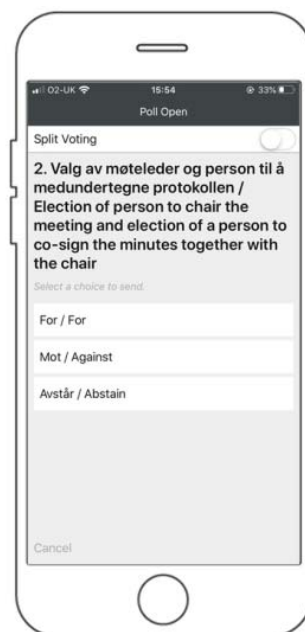 O2-UK 15:54 33%
Poll Open
Split Voting
2. Valg av møteleder og person til å
medundertegne protokollen /
Election of person to chair the
meeting and election of a person to
co-sign the minutes together with
the chair
Select a choice to send.
For / For
Mot / Against
Avstår / Abstain
Cancel